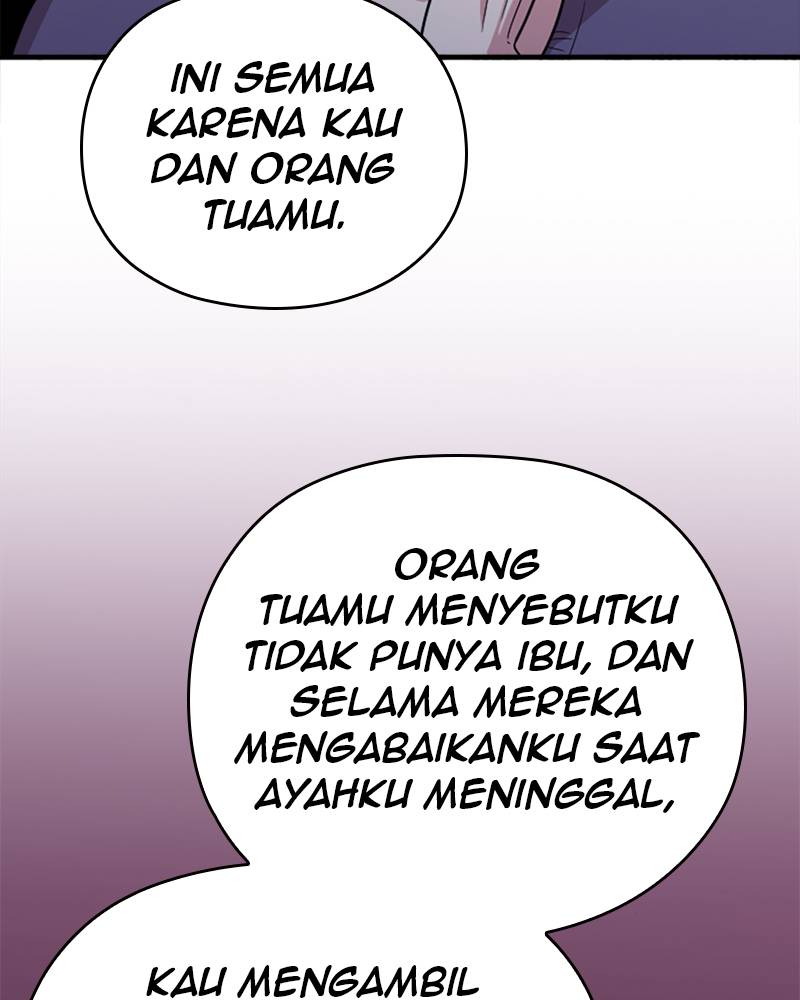 INI SEMUA
KARENA KAU
DAN ORANG
TUAMU.
ORANG
TUAMU MENYEBUTKU
TIDAK PUNYA IBU, DAN
SELAMA MEREKA
MENGABAIKANKU SAAT
AYAHKU MENINGGAL,
KAU MENGAMBIL